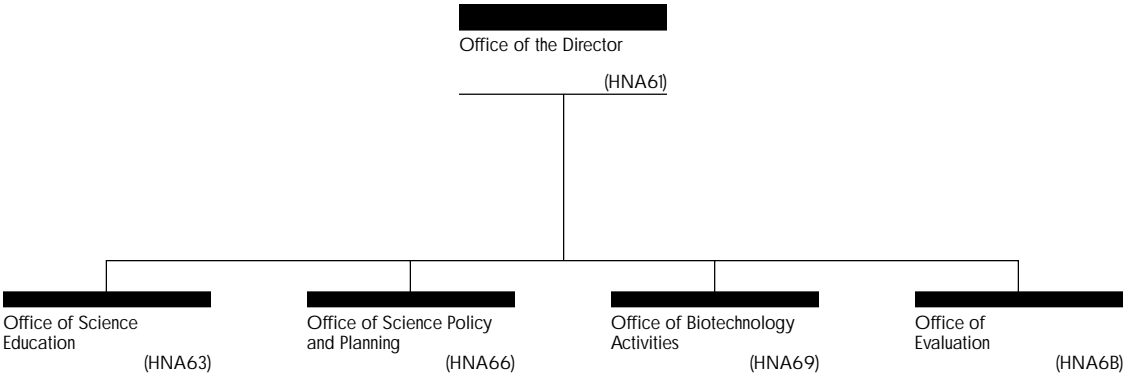 Office of the Director
(HNA61)
Office of Science
Education
(HNA63)
Office of Science Policy
and Planning
(HNA66)
Office of Biotechnology
Activities
(HNA69)
Office of
Evaluation
(HNA6B)